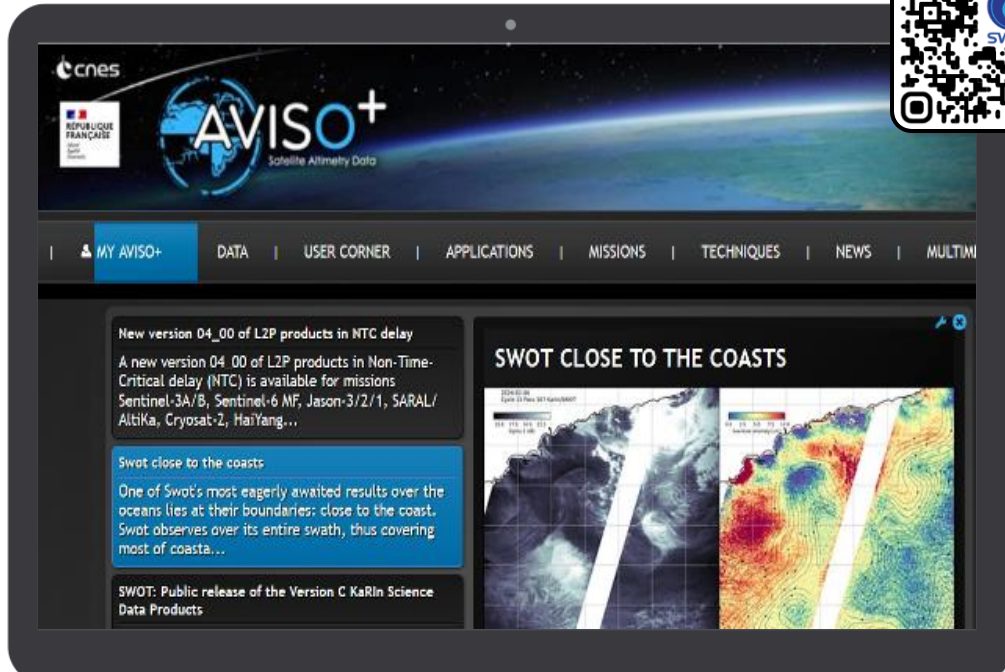 cnes
RÉPUBLIQUE
FRANÇAISE
AVISO+
Satellite Altimetry Data
MY AVISO+ | DATA | USER CORNER | APPLICATIONS | MISSIONS | TECHNIQUES | NEWS |
New version 04_00 of L2P products in NTC delay
A new version 04_00 of L2P products in Non-Time-
Critical delay (NTC) is available for missions
Sentinel-3A/B, Sentinel-6 MF, Jason-3/2/1, SARAL/
AltiKa, Cryosat-2, HaiYang...
Swot close to the coasts
One of Swot's most eagerly awaited results over the
oceans lies at their boundaries: close to the coast.
Swot observes over its entire swath, thus covering
most of coasta...
SWOT: Public release of the Version C KaRIn Science
Data Products
SWOT CLOSE TO THE COASTS